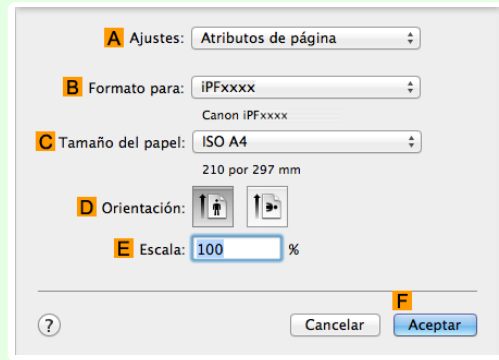 A Ajustes: Atributos de página
B Formato para: iPFxxxx
Canon iPFxxxx
C Tamaño del papel: ISO A4
210 por 297 mm
D Orientación:
E Escala: 100 %
F
? Cancelar Aceptar